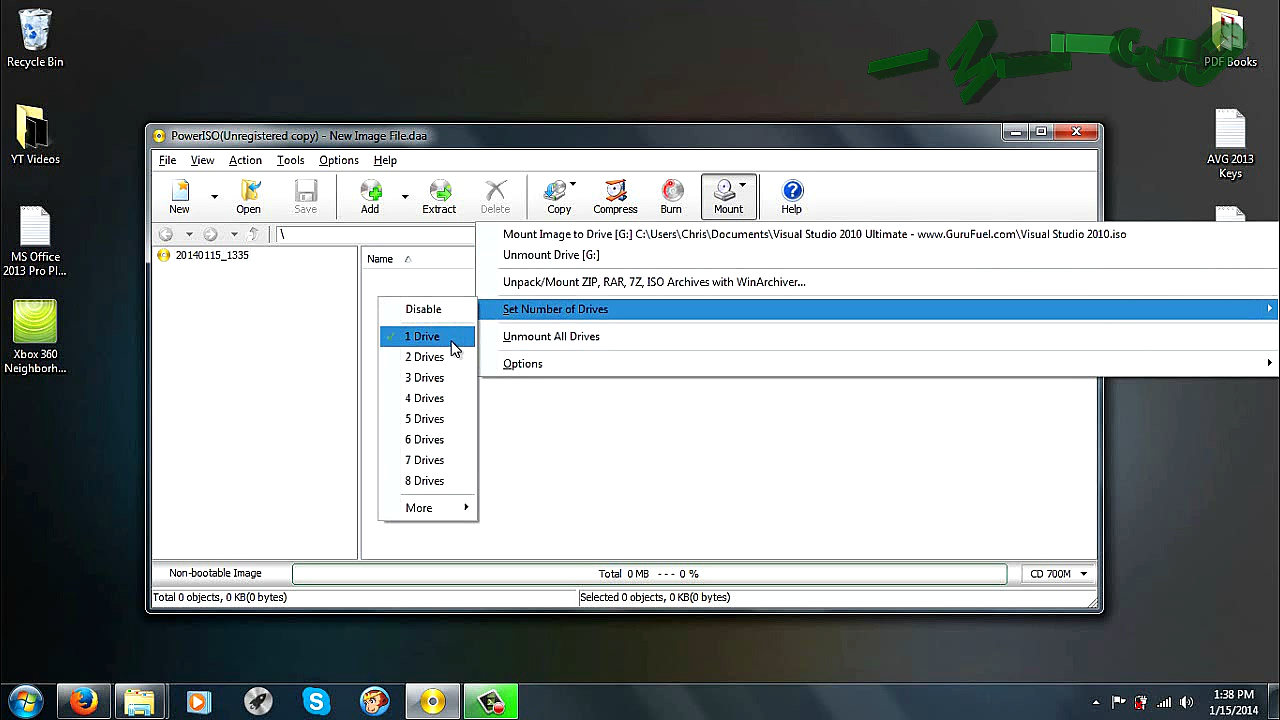 Recycle Bin
YT Videos
MS Office
2013 Pro Pl...
Xbox 360
Neighborh...
PDF Books
AVG 2013
Keys
PowerISO(Unregistered copy) - New Image File.daa
File View Action Tools Options Help
New Open Save Add Extract Delete Copy Compress Burn Mount Help
\
20140115_1335
Name
Mount Image to Drive [G:] C:\Users\Chris\Documents\Visual Studio 2010 Ultimate - www.GuruFuel.com\Visual Studio 2010.iso
Unmount Drive [G:]
Unpack/Mount ZIP, RAR, 7Z, ISO Archives with WinArchiver...
Set Number of Drives
Unmount All Drives
Options
Disable
1 Drive
2 Drives
3 Drives
4 Drives
5 Drives
6 Drives
7 Drives
8 Drives
More
Non-bootable Image
Total 0 MB --- 0 %
CD 700M
Total 0 objects, 0 KB(0 bytes)
Selected 0 objects, 0 KB(0 bytes)
1:38 PM
1/15/2014